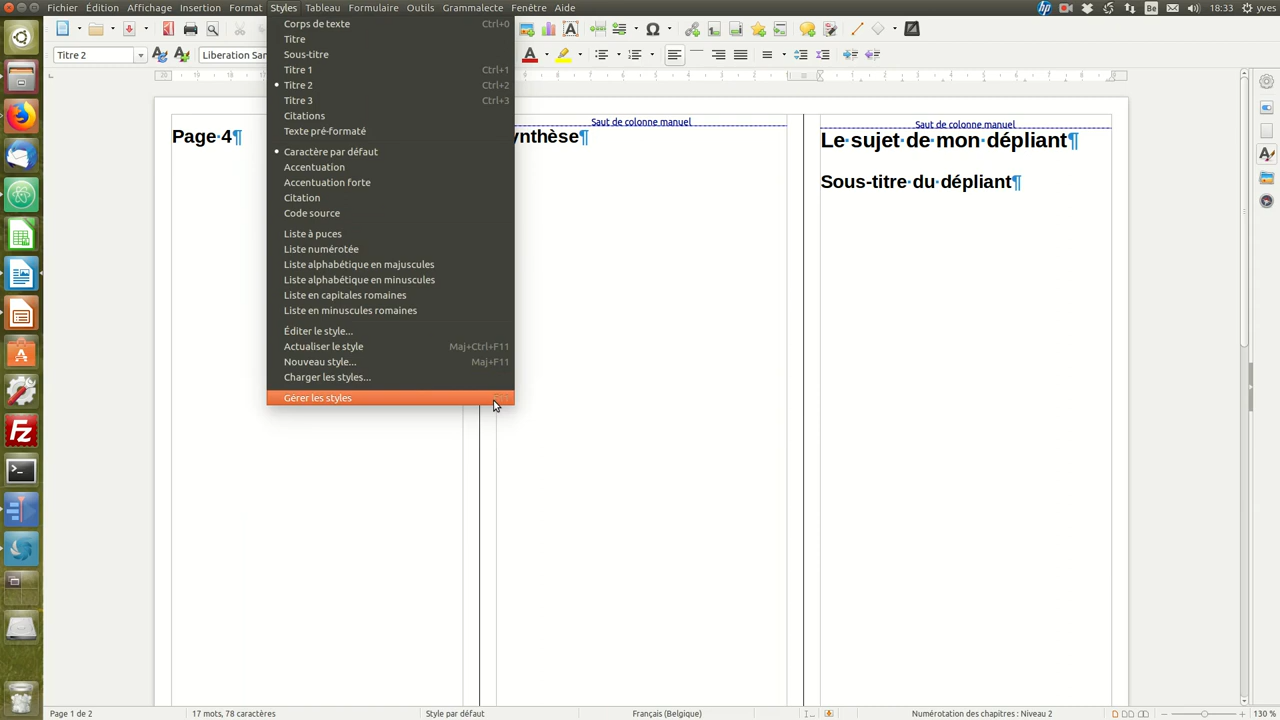 Fichier Édition Affichage Insertion Format Styles Tableau Formulaire Outils Grammalecte Fenêtre Aide
hp Be 18:33 yves
Titre 2 Liberation San
Corps de texte Ctrl+0
Titre
Sous-titre
Titre 1 Ctrl+1
Titre 2 Ctrl+2
Titre 3 Ctrl+3
Citations
Texte pré-formaté
Caractère par défaut
Accentuation
Accentuation forte
Citation
Code source
Liste à puces
Liste numérotée
Liste alphabétique en majuscules
Liste alphabétique en minuscules
Liste en capitales romaines
Liste en minuscules romaines
Éditer le style...
Actualiser le style Maj+Ctrl+F11
Nouveau style... Maj+F11
Charger les styles...
Gérer les styles
Page·4¶
Saut de colonne manuel
ynthèse¶
Saut de colonne manuel
Le·sujet·de·mon·dépliant¶
Sous-titre·du·dépliant¶
Fz
Page 1 de 2 17 mots, 78 caractères Style par défaut Français (Belgique) Numérotation des chapitres : Niveau 2 130 %